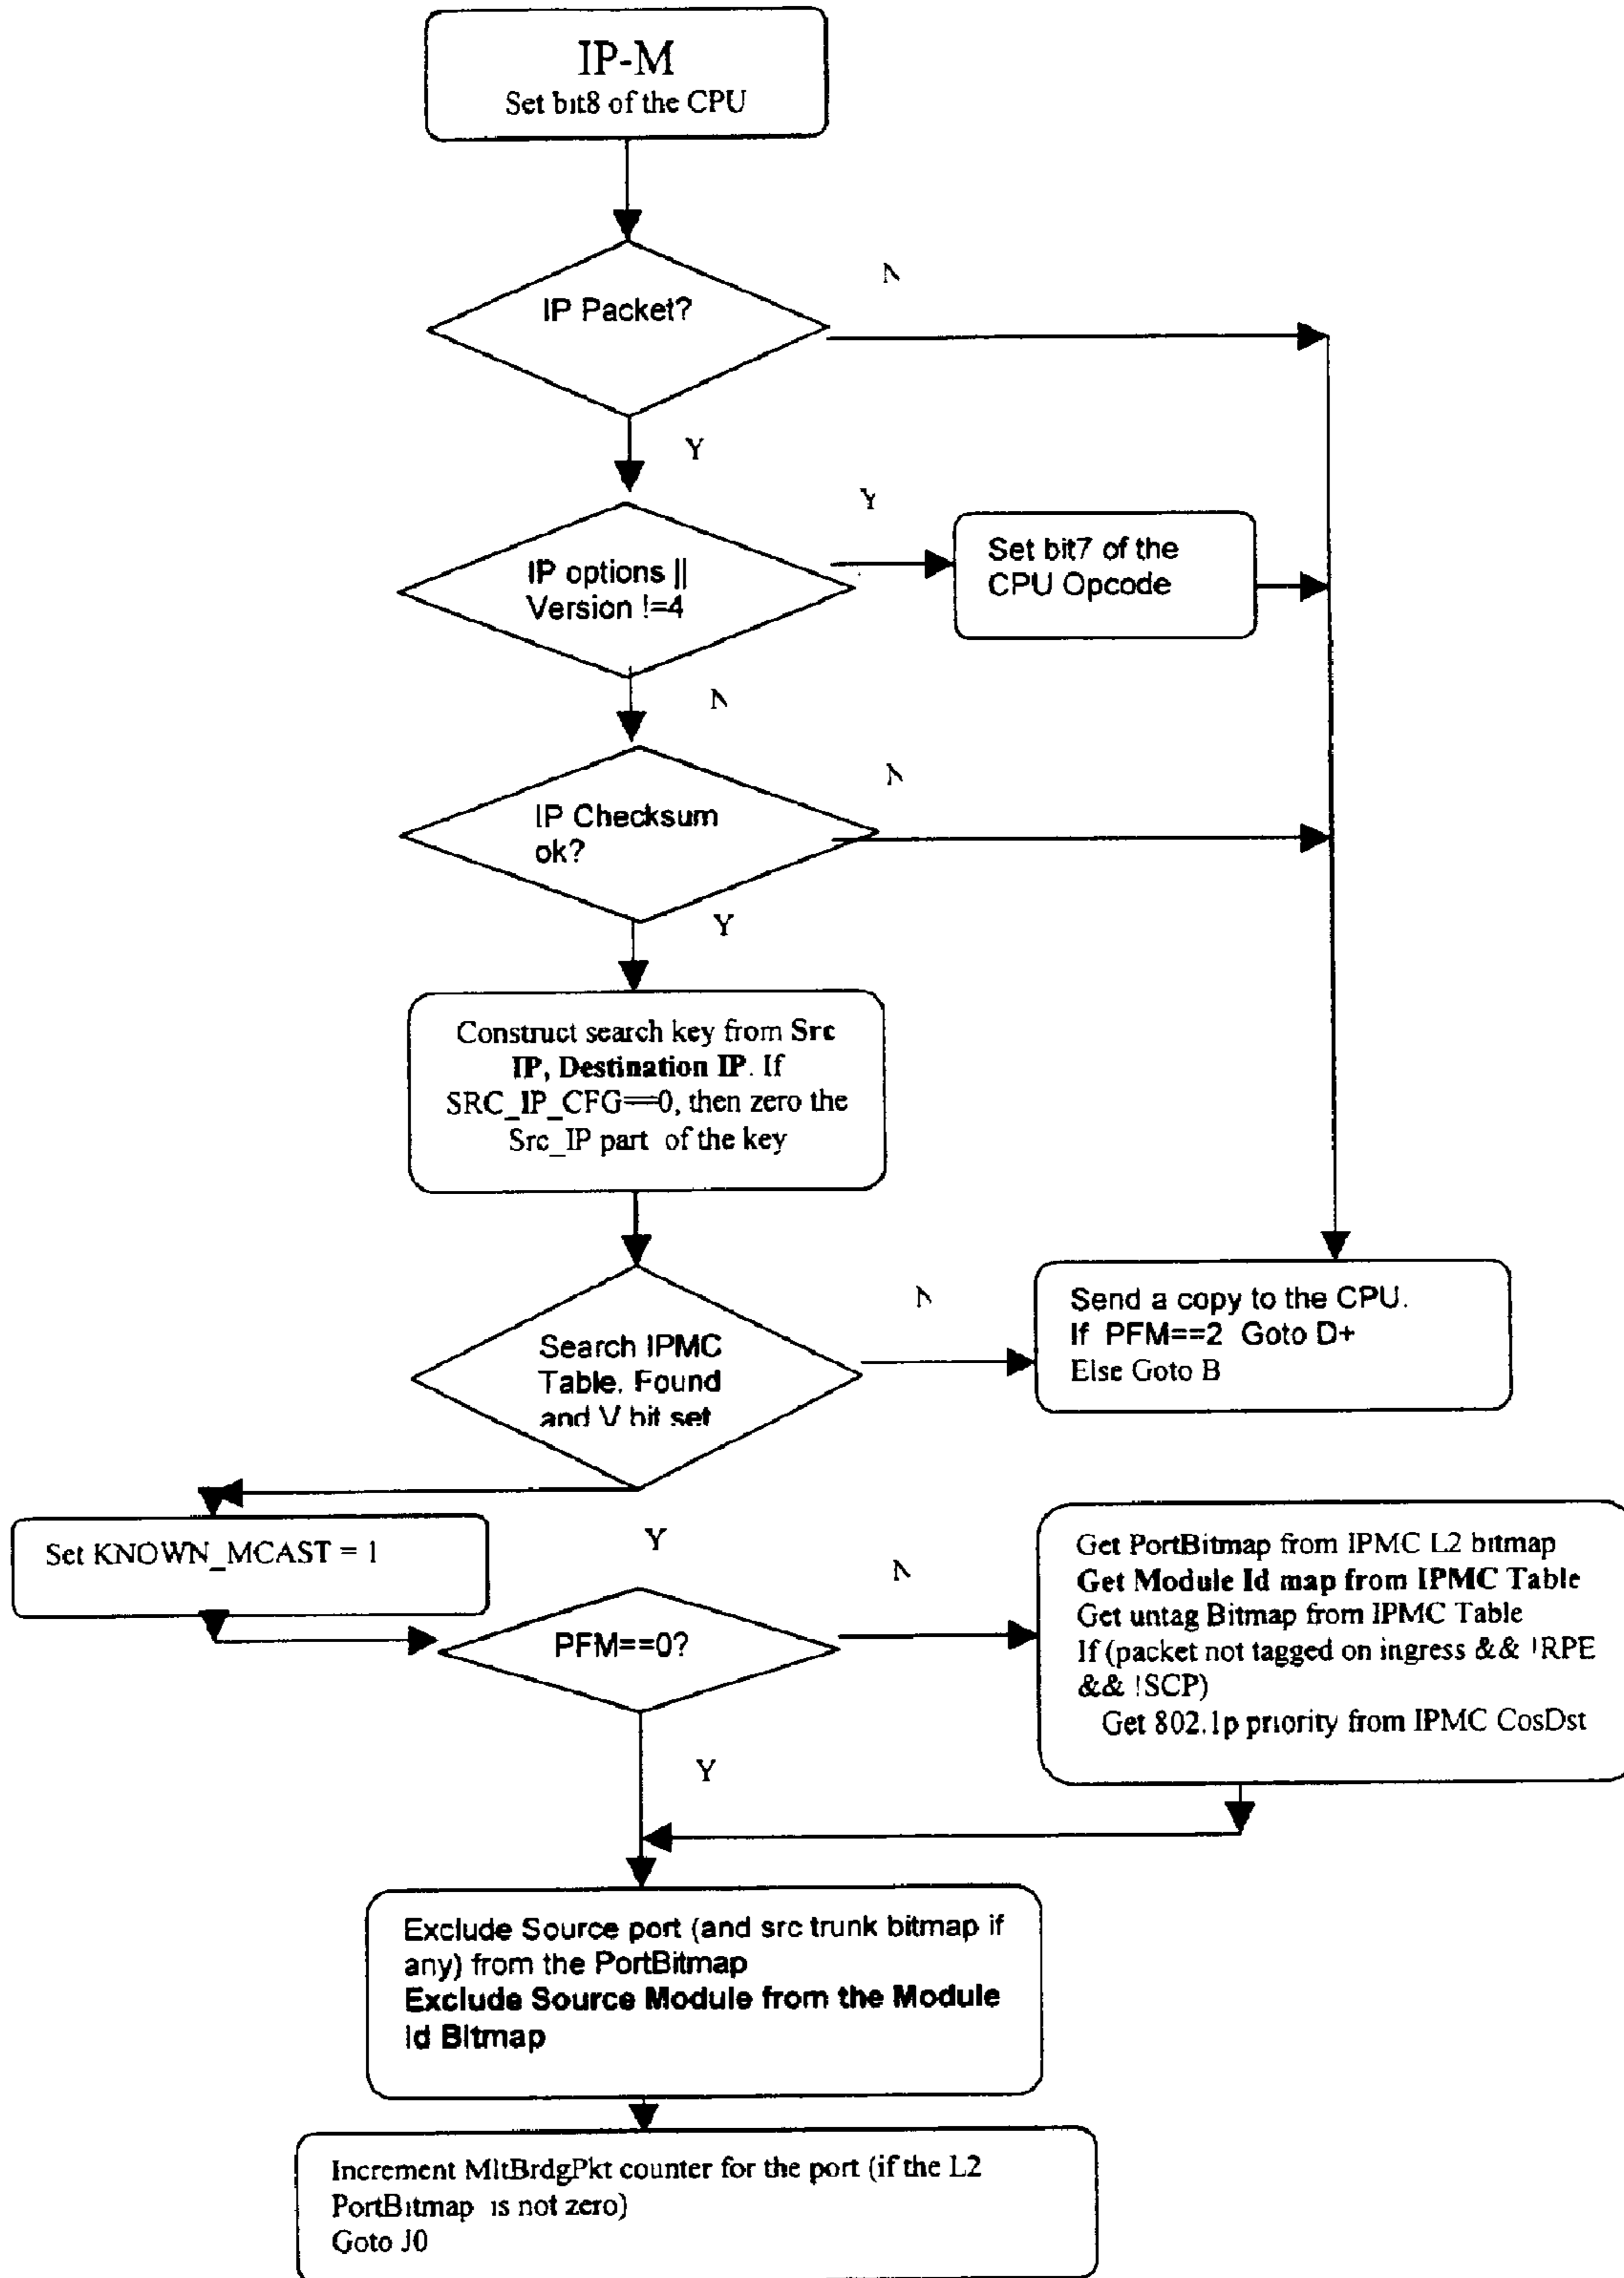 IP-M
Set bit8 of the CPU
IP Packet?
N
Y
IP options ||
Version !=4
Y
Set bit7 of the
CPU Opcode
N
IP Checksum
ok?
N
Y
Construct search key from Src
IP, Destination IP. If
SRC_IP_CFG==0, then zero the
Src_IP part of the key
Search IPMC
Table. Found
and V bit set
N
Send a copy to the CPU.
If PFM==2 Goto D+
Else Goto B
Set KNOWN_MCAST = 1
Y
PFM==0?
N
Get PortBitmap from IPMC L2 bitmap
Get Module Id map from IPMC Table
Get untag Bitmap from IPMC Table
If (packet not tagged on ingress && !RPE
&& !SCP)
Get 802.1p priority from IPMC CosDst
Y
Exclude Source port (and src trunk bitmap if
any) from the PortBitmap
Exclude Source Module from the Module
Id Bitmap
Increment MltBrdgPkt counter for the port (if the L2
PortBitmap is not zero)
Goto J0